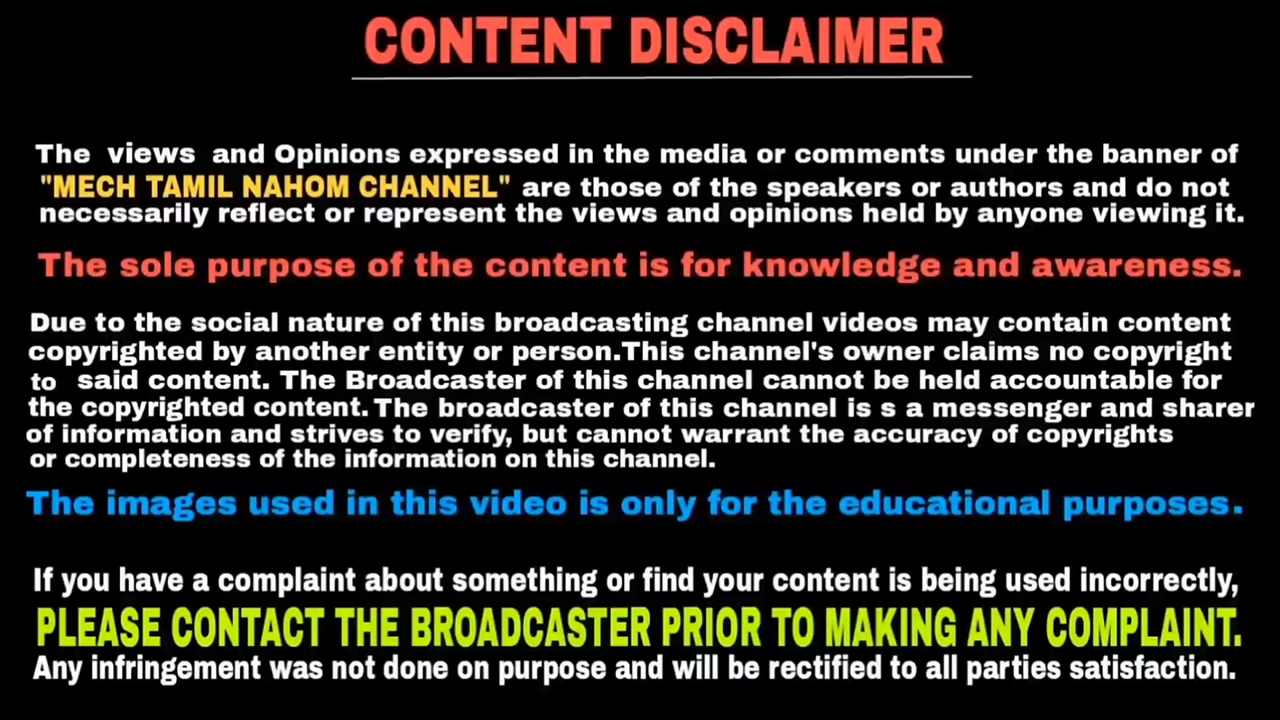 CONTENT DISCLAIMER
The views and Opinions expressed in the media or comments under the banner of
"MECH TAMIL NAHOM CHANNEL" are those of the speakers or authors and do not
necessarily reflect or represent the views and opinions held by anyone viewing it.
The sole purpose of the content is for knowledge and awareness.
Due to the social nature of this broadcasting channel videos may contain content
copyrighted by another entity or person.This channel's owner claims no copyright
to said content. The Broadcaster of this channel cannot be held accountable for
the copyrighted content. The broadcaster of this channel is s a messenger and sharer
of information and strives to verify, but cannot warrant the accuracy of copyrights
or completeness of the information on this channel.
The images used in this video is only for the educational purposes.
If you have a complaint about something or find your content is being used incorrectly,
PLEASE CONTACT THE BROADCASTER PRIOR TO MAKING ANY COMPLAINT.
Any infringement was not done on purpose and will be rectified to all parties satisfaction.